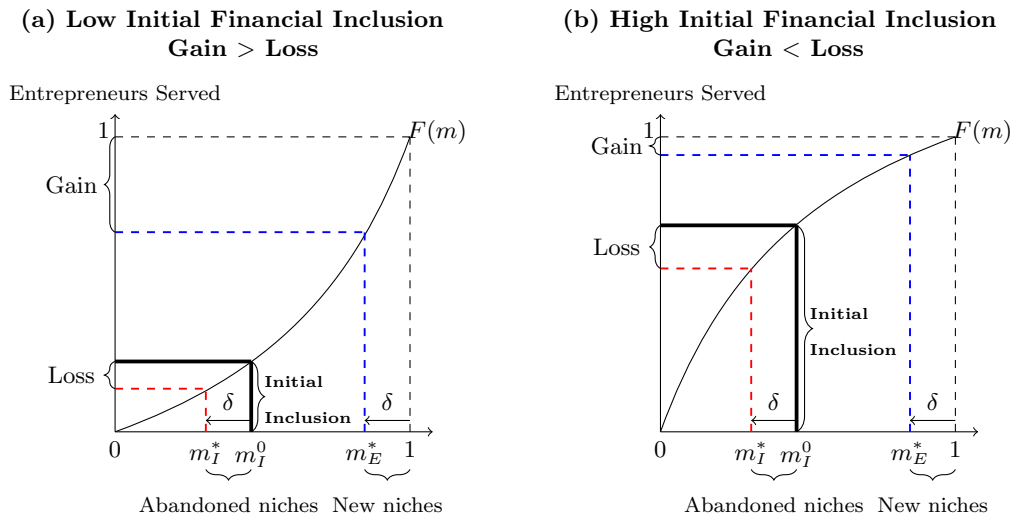 (a) Low Initial Financial Inclusion
Gain > Loss
Entrepreneurs Served
1
F(m)
Gain
Loss
Initial
Inclusion
δ
δ
0
m_I^*
m_I^0
m_E^*
1
Abandoned niches
New niches
(b) High Initial Financial Inclusion
Gain < Loss
Entrepreneurs Served
1
F(m)
Gain
Loss
Initial
Inclusion
δ
δ
0
m_I^*
m_I^0
m_E^*
1
Abandoned niches
New niches